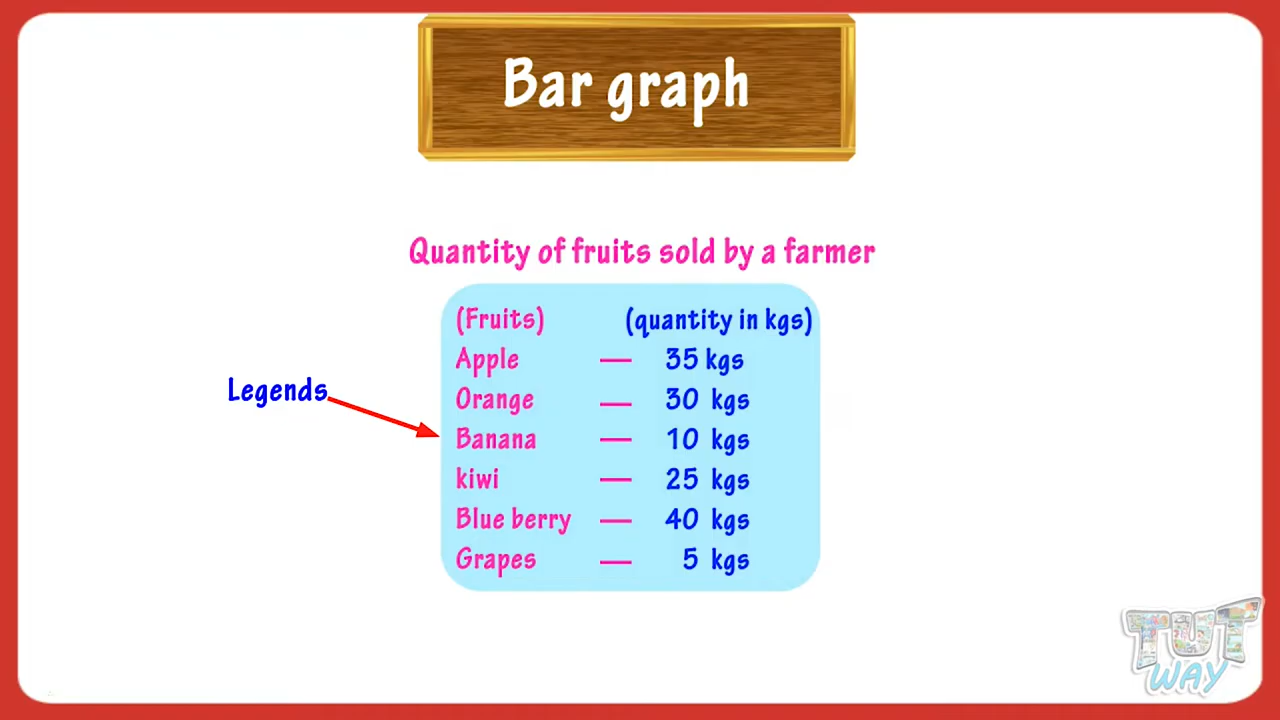 Bar graph
Quantity of fruits sold by a farmer
(Fruits) (quantity in kgs)
Apple — 35 kgs
Orange — 30 kgs
Legends
Banana — 10 kgs
kiwi — 25 kgs
Blue berry — 40 kgs
Grapes — 5 kgs
TUT
WAY